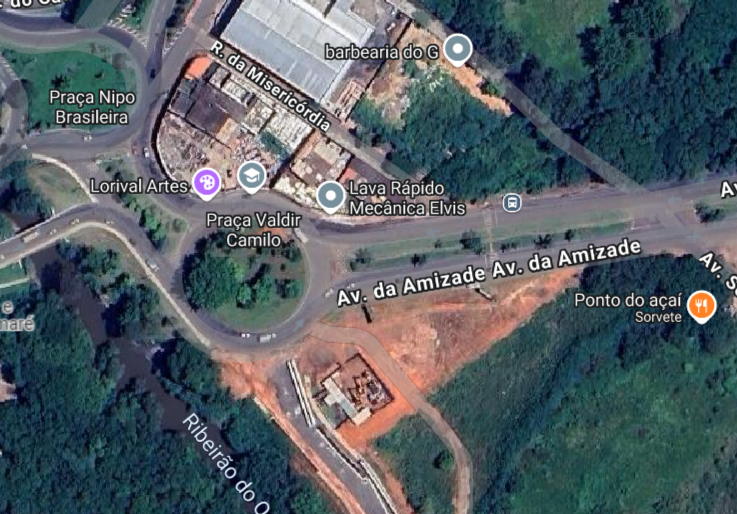 barbearia do G
R. da Misericórdia
Praça Nipo
Brasileira
Lorival Artes
Lava Rápido
Mecânica Elvis
Praça Valdir
Camilo
Av. da Amizade Av. da Amizade
Av. S
Ponto do açaí
Sorvete
e
Ribeirão do Q